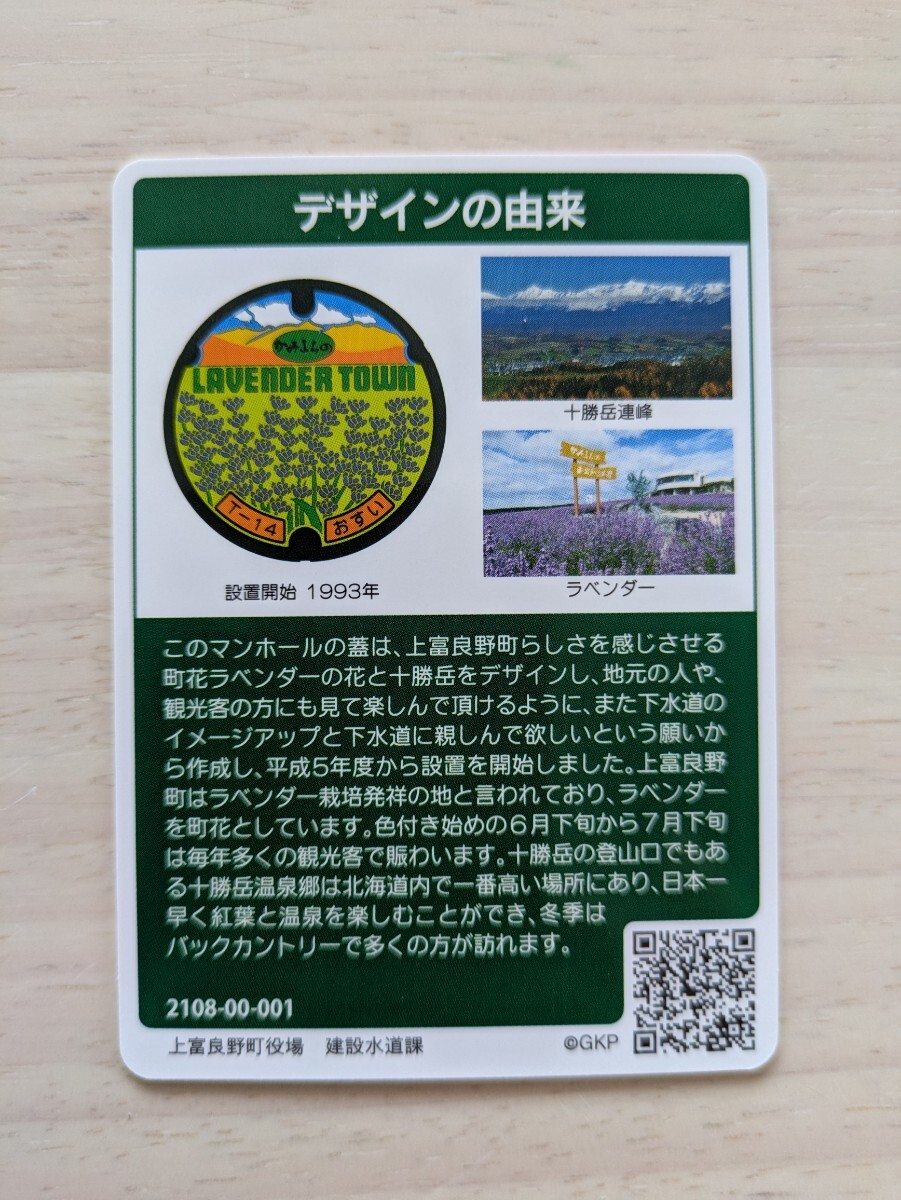 デザインの由来
かみふらの
LAVENDER TOWN
T-14
おすい
設置開始 1993年
十勝岳連峰
かみふらの
ラベンダー
このマンホールの蓋は、上富良野町らしさを感じさせる
町花ラベンダーの花と十勝岳をデザインし、地元の人や、
観光客の方にも見て楽しんで頂けるように、また下水道の
イメージアップと下水道に親しんで欲しいという願いか
ら作成し、平成5年度から設置を開始しました。上富良野
町はラベンダー栽培発祥の地と言われており、ラベンダー
を町花としています。色付き始めの6月下旬から7月下旬
は毎年多くの観光客で賑わいます。十勝岳の登山口でもあ
る十勝岳温泉郷は北海道内で一番高い場所にあり、日本一
早く紅葉と温泉を楽しむことができ、冬季は
バックカントリーで多くの方が訪れます。
2108-00-001
上富良野町役場　建設水道課
©GKP